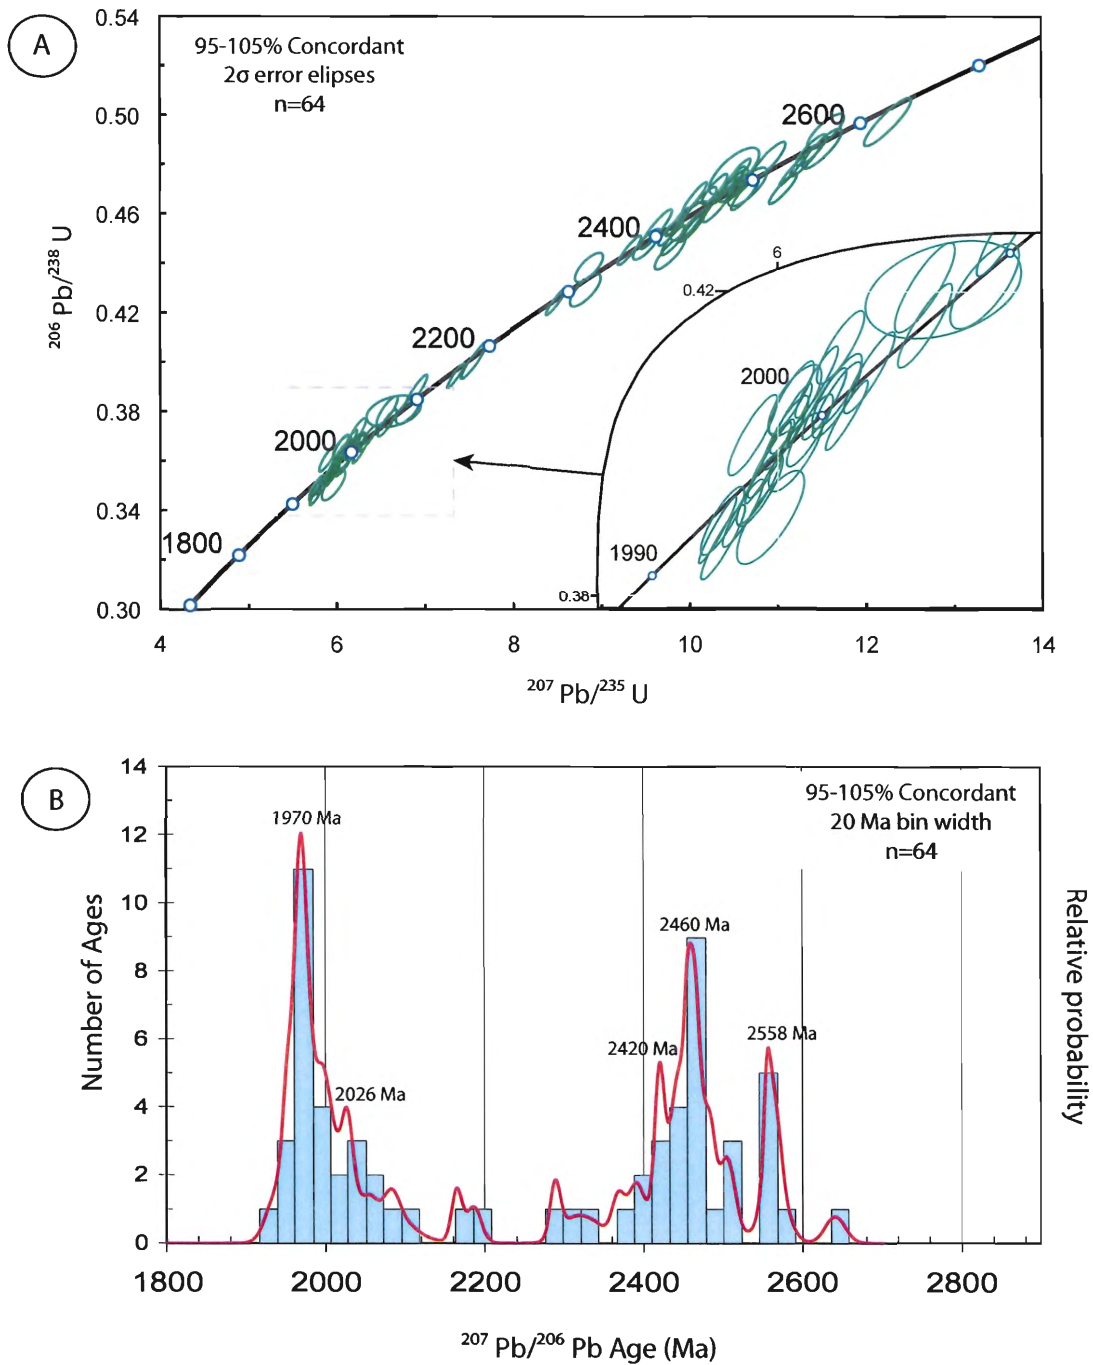 A
95-105% Concordant
2σ error elipses
n=64
0.54
0.50
0.46
0.42
0.38
0.34
0.30
206 Pb/238 U
2600
2400
2200
2000
1800
6
0.42
2000
1990
0.38
4
6
8
10
12
14
207 Pb/235 U
B
95-105% Concordant
20 Ma bin width
n=64
14
12
10
8
6
4
2
0
Number of Ages
1970 Ma
2026 Ma
2460 Ma
2420 Ma
2558 Ma
Relative probability
1800
2000
2200
2400
2600
2800
207 Pb/206 Pb Age (Ma)